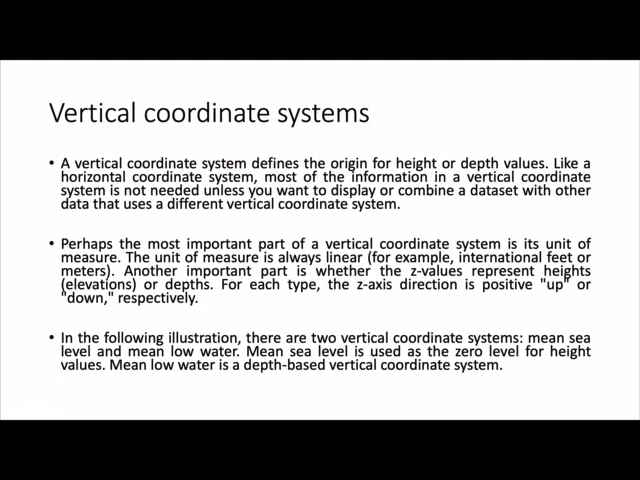 Vertical coordinate systems
• A vertical coordinate system defines the origin for height or depth values. Like a
horizontal coordinate system, most of the information in a vertical coordinate
system is not needed unless you want to display or combine a dataset with other
data that uses a different vertical coordinate system.
• Perhaps the most important part of a vertical coordinate system is its unit of
measure. The unit of measure is always linear (for example, international feet or
meters). Another important part is whether the z-values represent heights
(elevations) or depths. For each type, the z-axis direction is positive "up" or
"down," respectively.
• In the following illustration, there are two vertical coordinate systems: mean sea
level and mean low water. Mean sea level is used as the zero level for height
values. Mean low water is a depth-based vertical coordinate system.